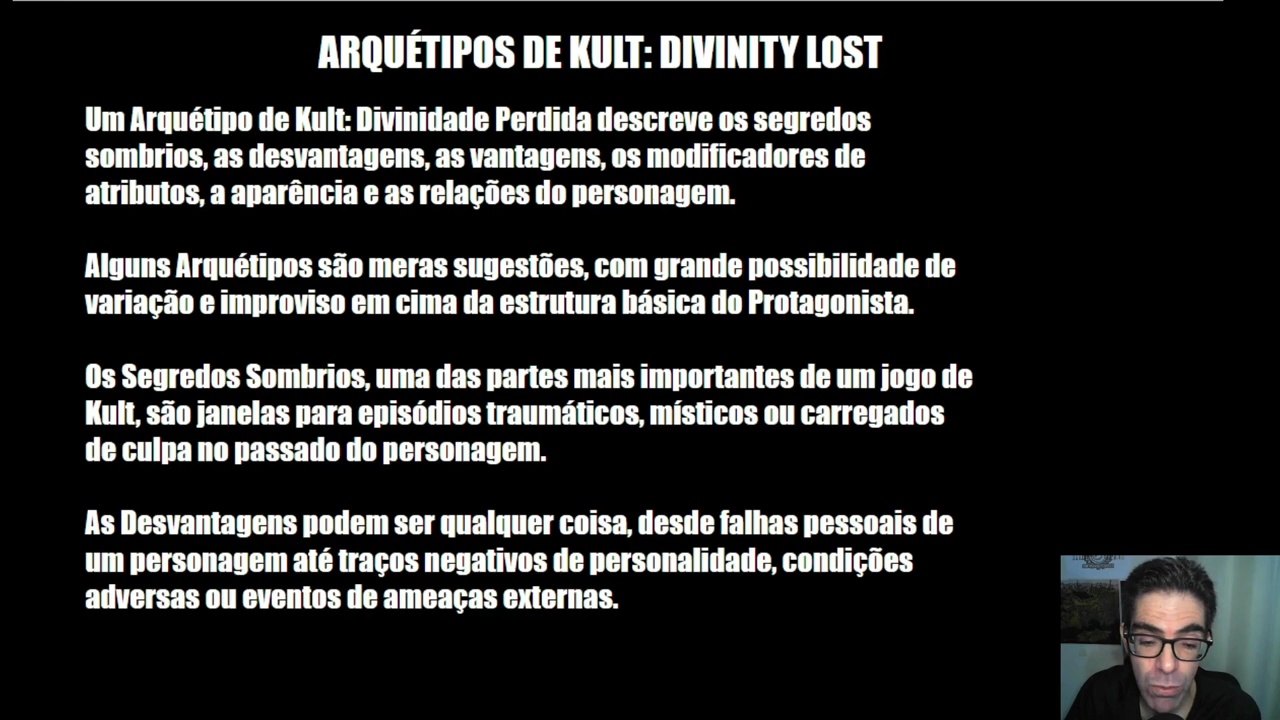 ARQUÉTIPOS DE KULT: DIVINITY LOST
Um Arquétipo de Kult: Divinidade Perdida descreve os segredos
sombrios, as desvantagens, as vantagens, os modificadores de
atributos, a aparência e as relações do personagem.
Alguns Arquétipos são meras sugestões, com grande possibilidade de
variação e improviso em cima da estrutura básica do Protagonista.
Os Segredos Sombrios, uma das partes mais importantes de um jogo de
Kult, são janelas para episódios traumáticos, místicos ou carregados
de culpa no passado do personagem.
As Desvantagens podem ser qualquer coisa, desde falhas pessoais de
um personagem até traços negativos de personalidade, condições
adversas ou eventos de ameaças externas.